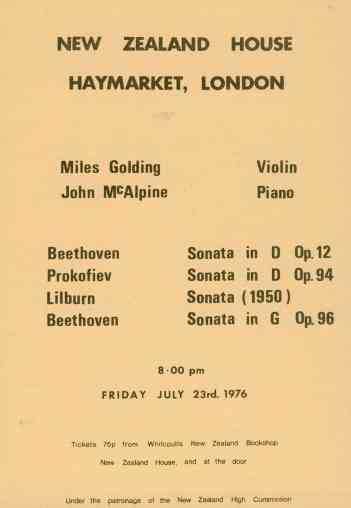 NEW ZEALAND HOUSE
HAYMARKET, LONDON
Miles Golding Violin
John McAlpine Piano
Beethoven Sonata in D Op. 12
Prokofiev Sonata in D Op. 94
Lilburn Sonata (1950)
Beethoven Sonata in G Op. 96
8·00 pm
FRIDAY JULY 23rd. 1976
Tickets 75p from Whitcoulls New Zealand Bookshop
New Zealand House, and at the door
Under the patronage of the New Zealand High Commission